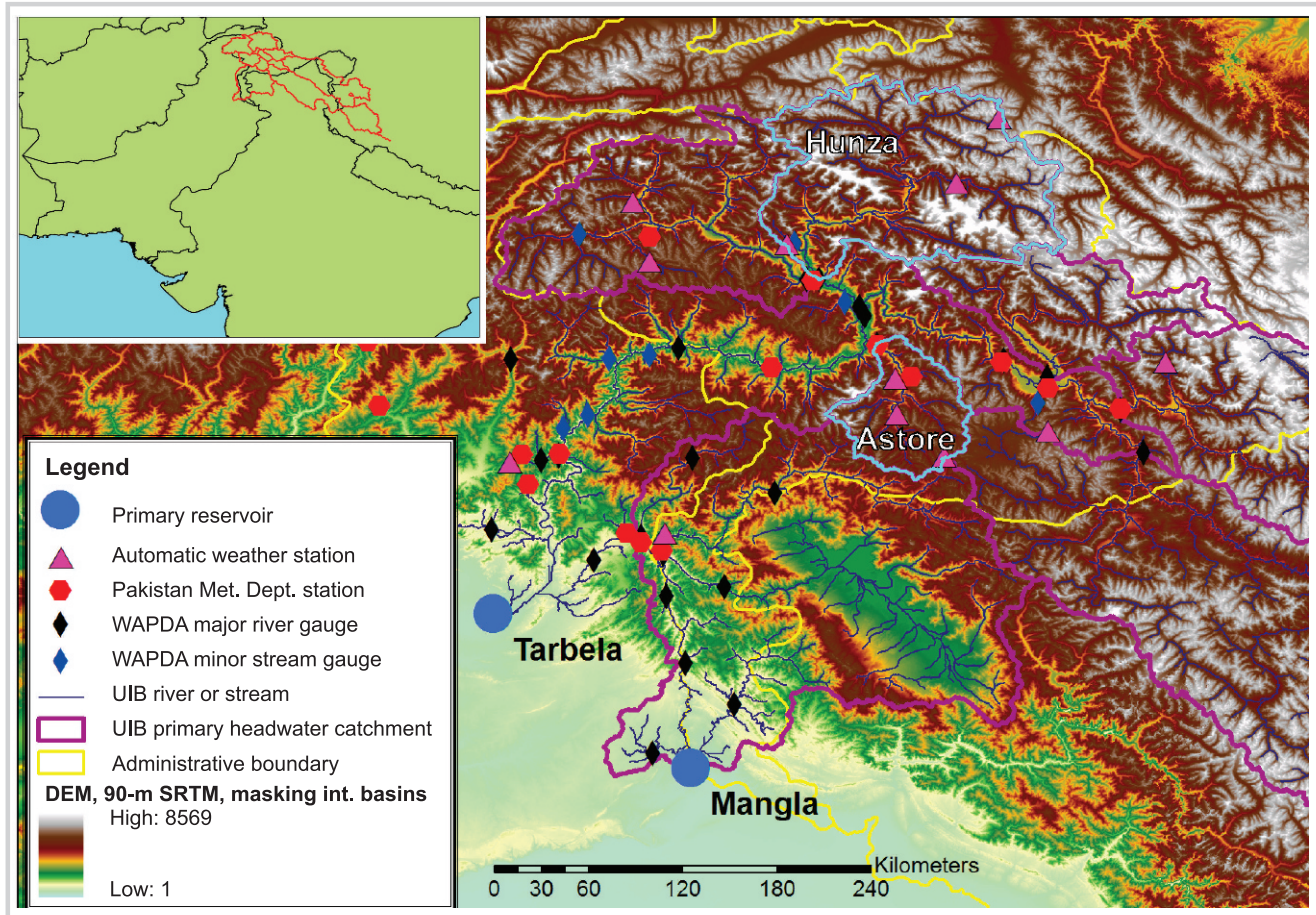 Hunza
Astore
Legend
Primary reservoir
Automatic weather station
Pakistan Met. Dept. station
WAPDA major river gauge
WAPDA minor stream gauge
UIB river or stream
UIB primary headwater catchment
Administrative boundary
DEM, 90-m SRTM, masking int. basins
High: 8569
Low: 1
Tarbela
Mangla
Kilometers
0 30 60 120 180 240